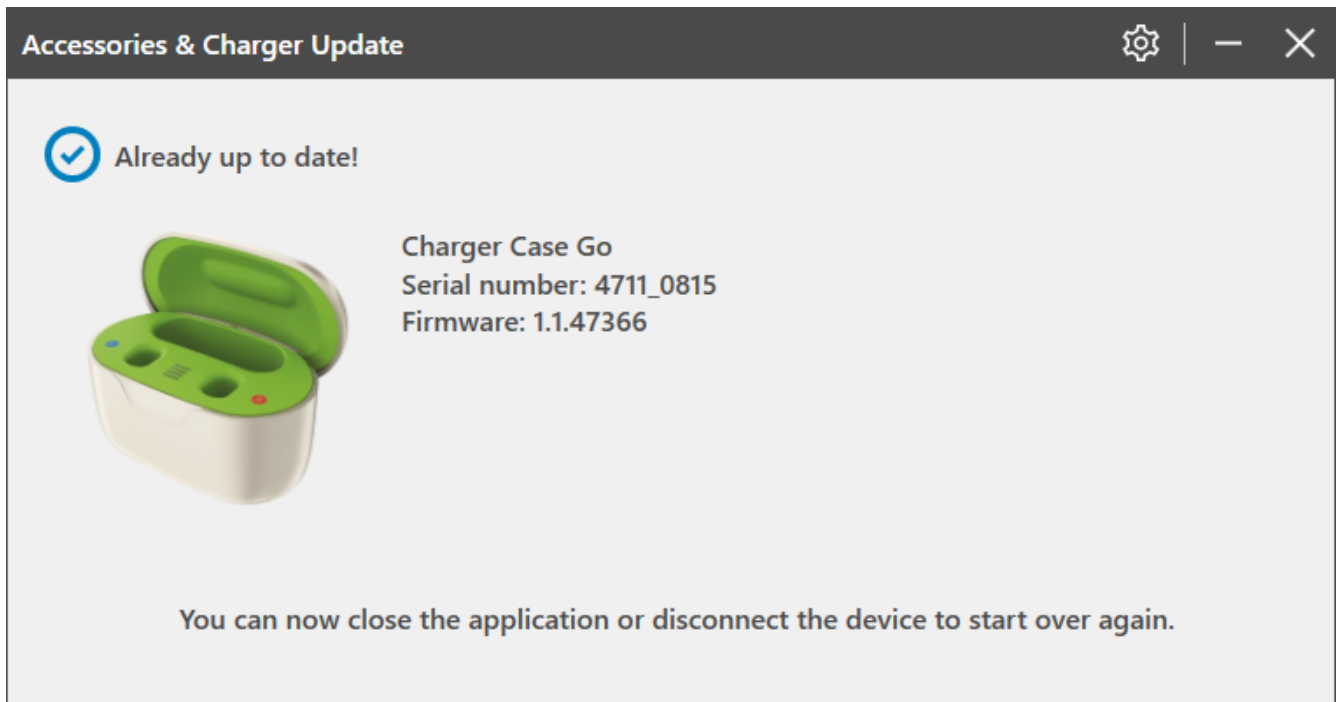 Accessories & Charger Update
Already up to date!
Charger Case Go
Serial number: 4711_0815
Firmware: 1.1.47366
You can now close the application or disconnect the device to start over again.